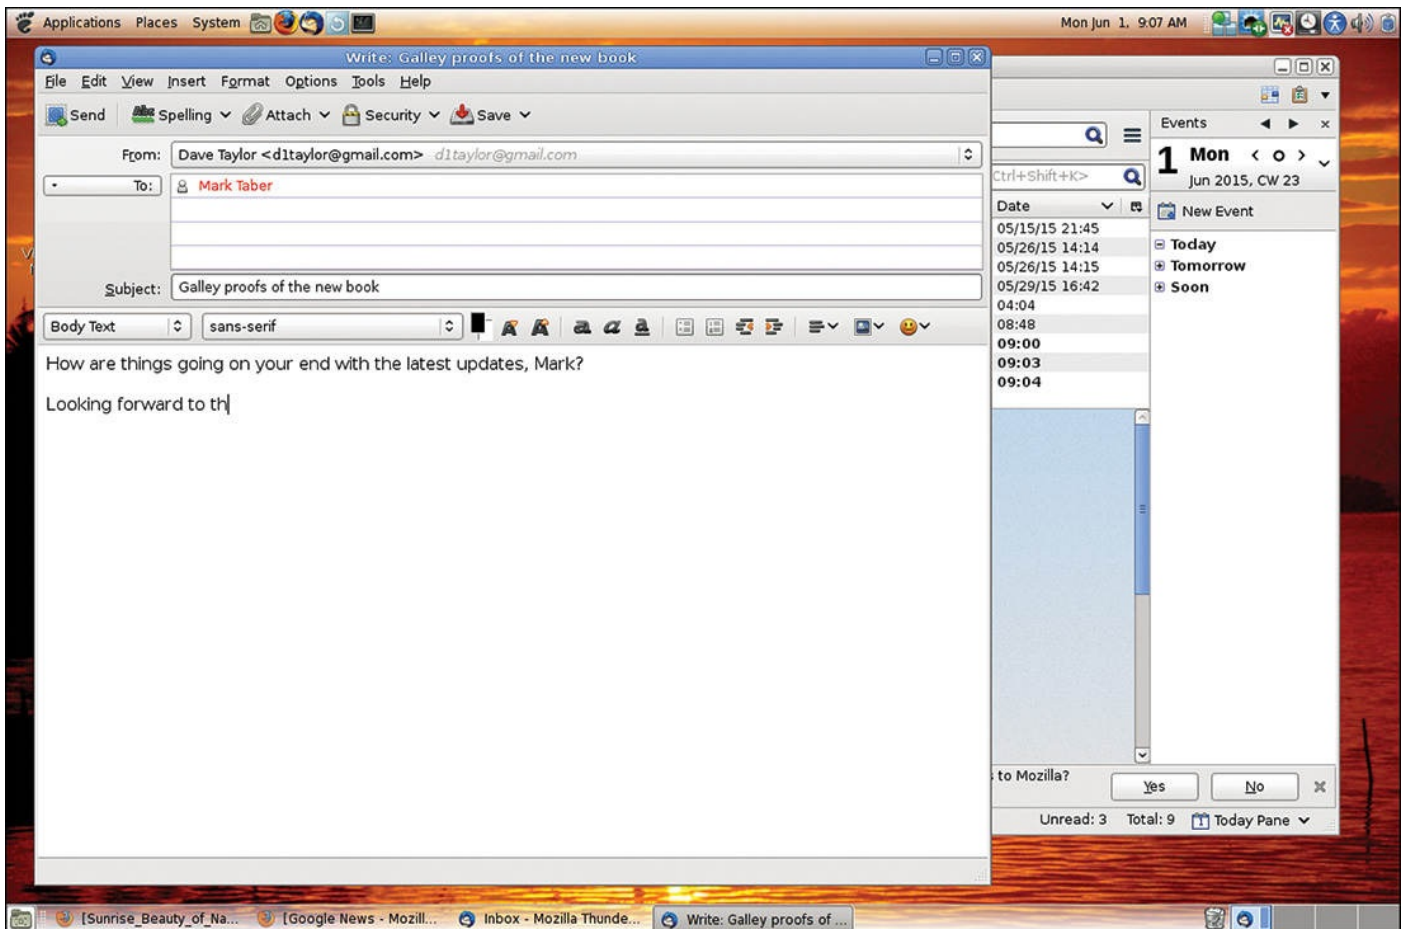 Applications Places System
Mon Jun 1, 9:07 AM
Write: Galley proofs of the new book
File Edit View Insert Format Options Tools Help
Send Spelling Attach Security Save
From: Dave Taylor <d1taylor@gmail.com> d1taylor@gmail.com
To: Mark Taber
Subject: Galley proofs of the new book
Body Text sans-serif
How are things going on your end with the latest updates, Mark?
Looking forward to th
Ctrl+Shift+K>
Date
05/15/15 21:45
05/26/15 14:14
05/26/15 14:15
05/29/15 16:42
04:04
08:48
09:00
09:03
09:04
to Mozilla?
Yes No
Unread: 3 Total: 9 Today Pane
Events
1 Mon
Jun 2015, CW 23
New Event
Today
Tomorrow
Soon
[Sunrise_Beauty_of_Na... [Google News - Mozill... Inbox - Mozilla Thunde... Write: Galley proofs of ...